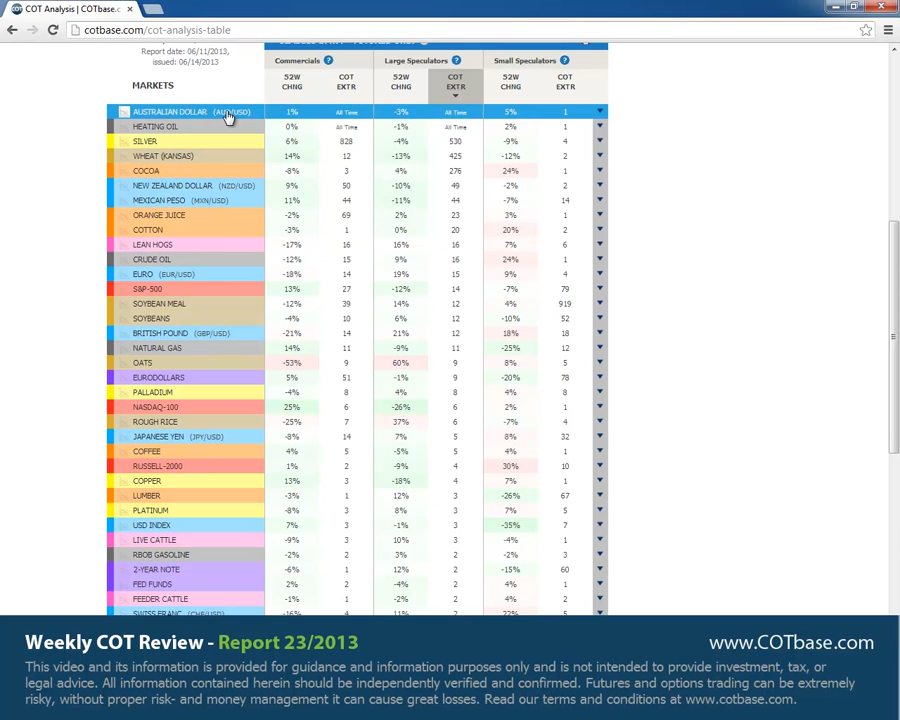 COT Analysis | COTbase.c
cotbase.com/cot-analysis-table
Report date: 06/11/2013,
issued: 06/14/2013
MARKETS
Commercials ? Large Speculators ? Small Speculators ?
52W CHNG COT EXTR 52W CHNG COT EXTR 52W CHNG COT EXTR
AUSTRALIAN DOLLAR (AUD/USD) 1% All Time -3% All Time 5% 1
HEATING OIL 0% All Time -1% All Time 2% 1
SILVER 6% 828 -4% 530 -9% 4
WHEAT (KANSAS) 14% 12 -13% 425 -12% 2
COCOA -8% 3 4% 276 24% 1
NEW ZEALAND DOLLAR (NZD/USD) 9% 50 -10% 49 -2% 2
MEXICAN PESO (MXN/USD) 11% 44 -11% 44 -7% 14
ORANGE JUICE -2% 69 2% 23 3% 1
COTTON -3% 1 0% 20 20% 2
LEAN HOGS -17% 16 16% 16 7% 6
CRUDE OIL -12% 15 9% 16 24% 1
EURO (EUR/USD) -18% 14 19% 15 9% 4
S&P-500 13% 27 -12% 14 -7% 79
SOYBEAN MEAL -12% 39 14% 12 4% 919
SOYBEANS -4% 10 6% 12 -10% 52
BRITISH POUND (GBP/USD) -21% 14 21% 12 18% 18
NATURAL GAS 14% 11 -9% 11 -25% 12
OATS -53% 9 60% 9 8% 5
EURODOLLARS 5% 51 -1% 9 -20% 78
PALLADIUM -4% 8 4% 8 4% 8
NASDAQ-100 25% 6 -26% 6 2% 1
ROUGH RICE -25% 7 37% 6 -7% 4
JAPANESE YEN (JPY/USD) -8% 14 7% 5 8% 32
COFFEE 4% 5 -5% 5 4% 1
RUSSELL-2000 1% 2 -9% 4 30% 10
COPPER 13% 3 -18% 4 7% 1
LUMBER -3% 1 12% 3 -26% 67
PLATINUM -8% 3 8% 3 7% 5
USD INDEX 7% 3 -1% 3 -35% 7
LIVE CATTLE -9% 3 10% 3 -4% 1
RBOB GASOLINE -2% 2 3% 2 -2% 3
2-YEAR NOTE -6% 1 12% 2 -15% 60
FED FUNDS 2% 2 -4% 2 4% 1
FEEDER CATTLE -1% 2 -2% 2 4% 2
SWISS FRANC (CHF/USD) -16% 4 11% 2 22% 5
Weekly COT Review - Report 23/2013 www.COTbase.com
This video and its information is provided for guidance and information purposes only and is not intended to provide investment, tax, or
legal advice. All information contained herein should be independently verified and confirmed. Futures and options trading can be extremely
risky, without proper risk- and money management it can cause great losses. Read our terms and conditions at www.cotbase.com.